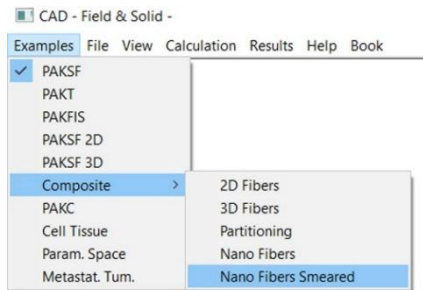 CAD - Field & Solid -
Examples File View Calculation Results Help Book
PAKSF
PAKT
PAKFIS
PAKSF 2D
PAKSF 3D
Composite > 2D Fibers
PAKC 3D Fibers
Cell Tissue Partitioning
Param. Space Nano Fibers
Metastat. Tum. Nano Fibers Smeared